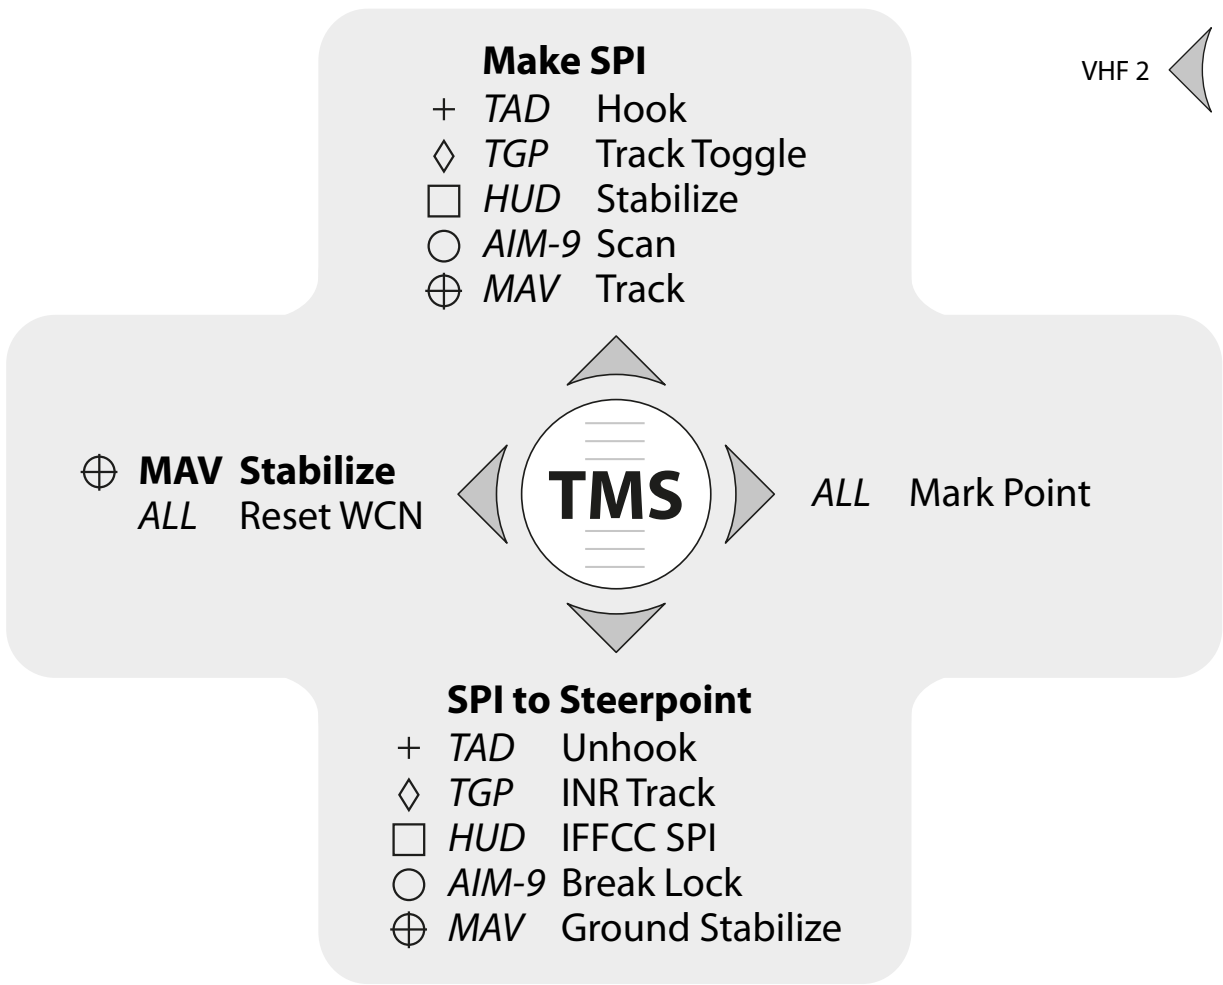 Make SPI
+ TAD Hook
◊ TGP Track Toggle
□ HUD Stabilize
○ AIM-9 Scan
⊕ MAV Track
VHF 2
⊕ MAV Stabilize
ALL Reset WCN
TMS
ALL Mark Point
SPI to Steerpoint
+ TAD Unhook
◊ TGP INR Track
□ HUD IFFCC SPI
○ AIM-9 Break Lock
⊕ MAV Ground Stabilize